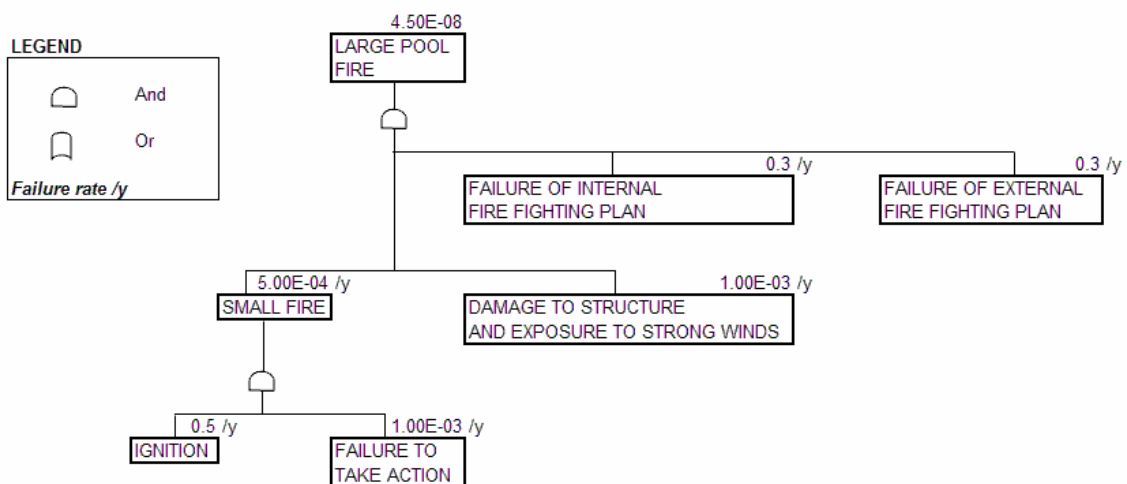 4.50E-08
LARGE POOL
FIRE
LEGEND
And
Or
Failure rate /y
0.3 /y
FAILURE OF INTERNAL
FIRE FIGHTING PLAN
0.3 /y
FAILURE OF EXTERNAL
FIRE FIGHTING PLAN
5.00E-04 /y
SMALL FIRE
1.00E-03 /y
DAMAGE TO STRUCTURE
AND EXPOSURE TO STRONG WINDS
0.5 /y
IGNITION
1.00E-03 /y
FAILURE TO
TAKE ACTION